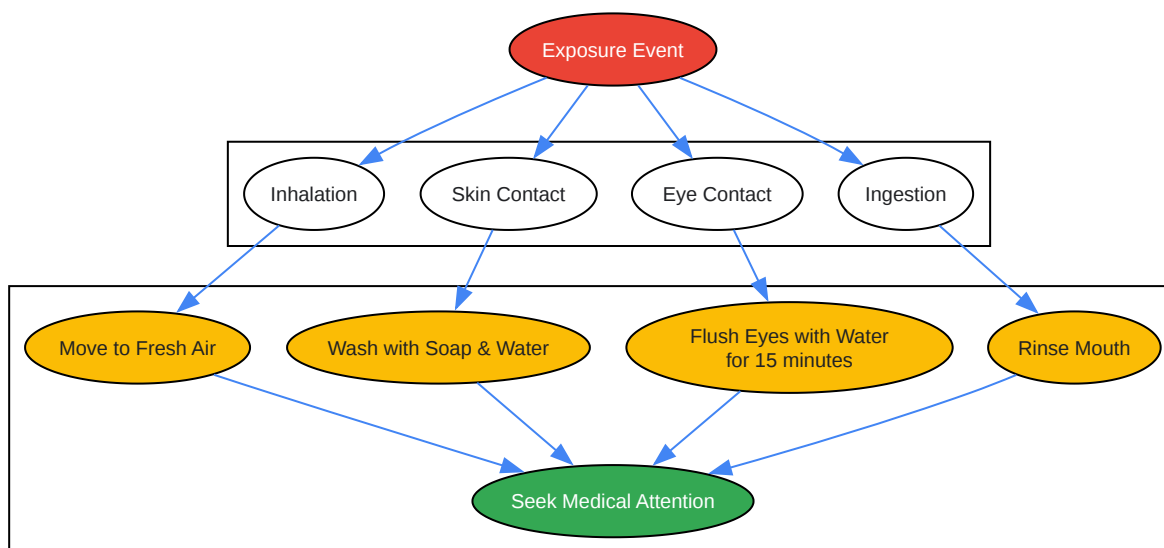 Exposure Event
Inhalation
Skin Contact
Eye Contact
Ingestion
Move to Fresh Air
Wash with Soap & Water
Flush Eyes with Water
for 15 minutes
Rinse Mouth
Seek Medical Attention